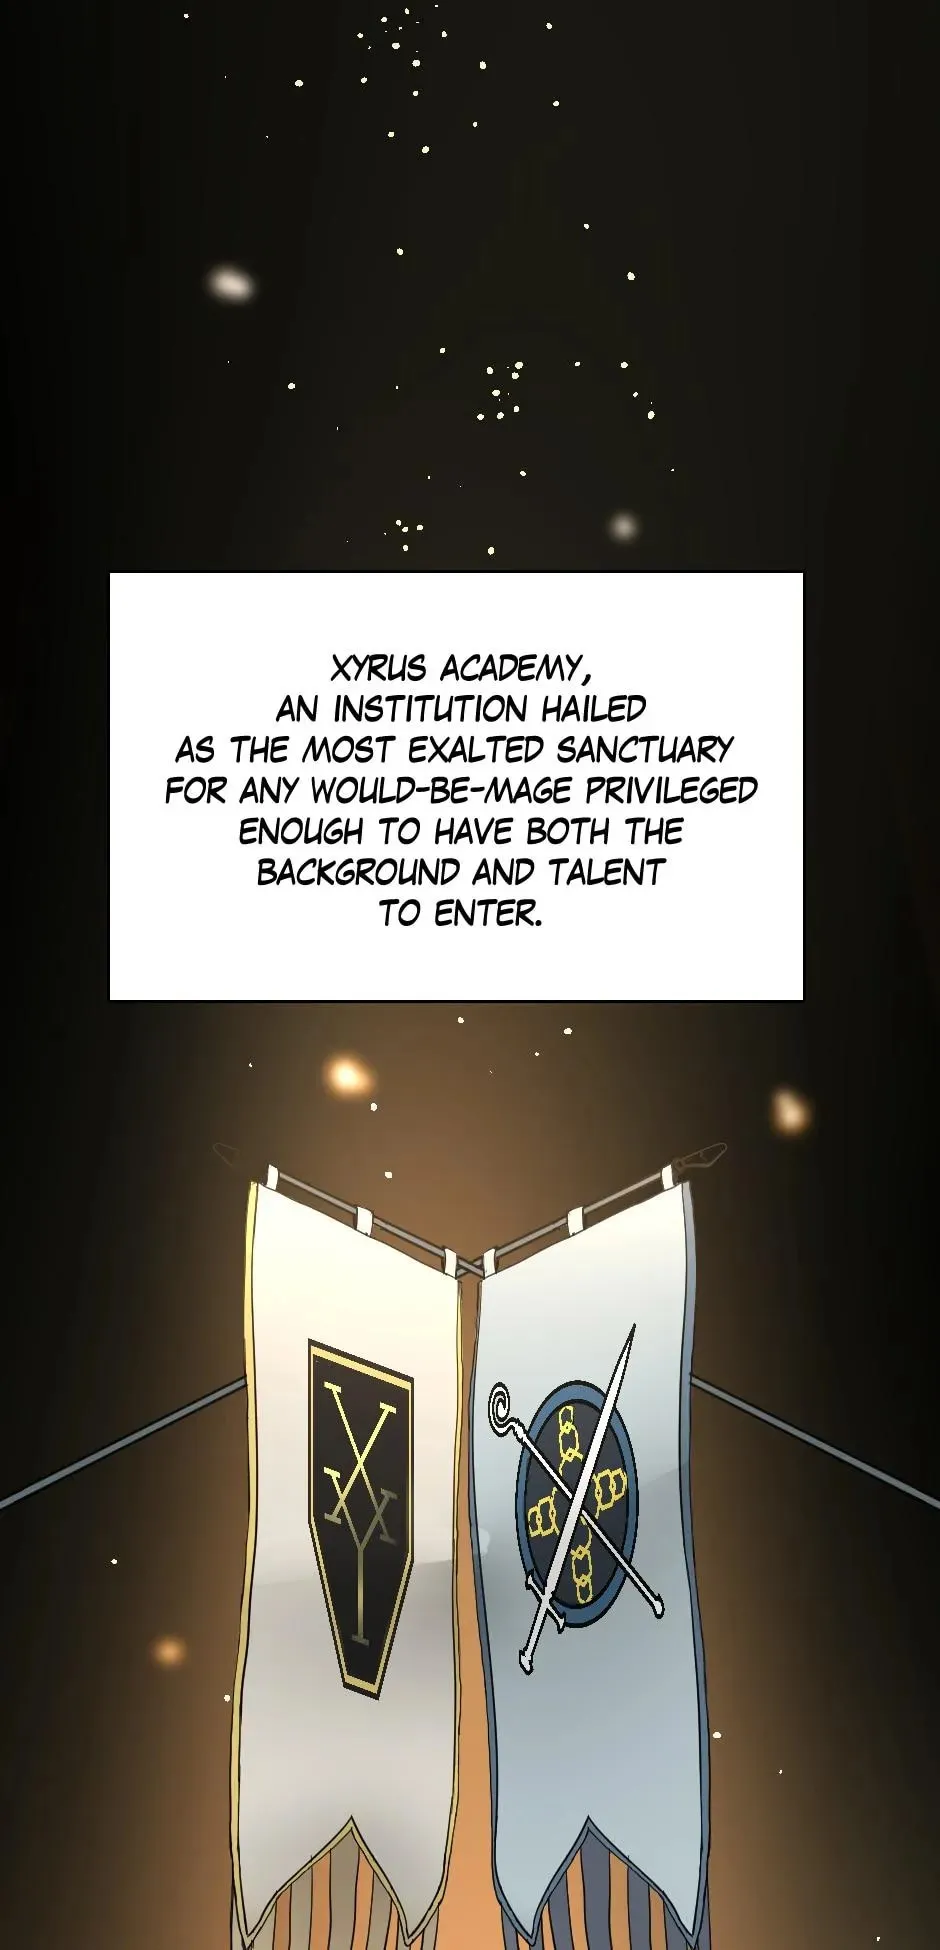 XYRUS ACADEMY,
AN INSTITUTION HAILED
AS THE MOST EXALTED SANCTUARY
FOR ANY WOULD-BE-MAGE PRIVILEGED
ENOUGH TO HAVE BOTH THE
BACKGROUND AND TALENT
TO ENTER.